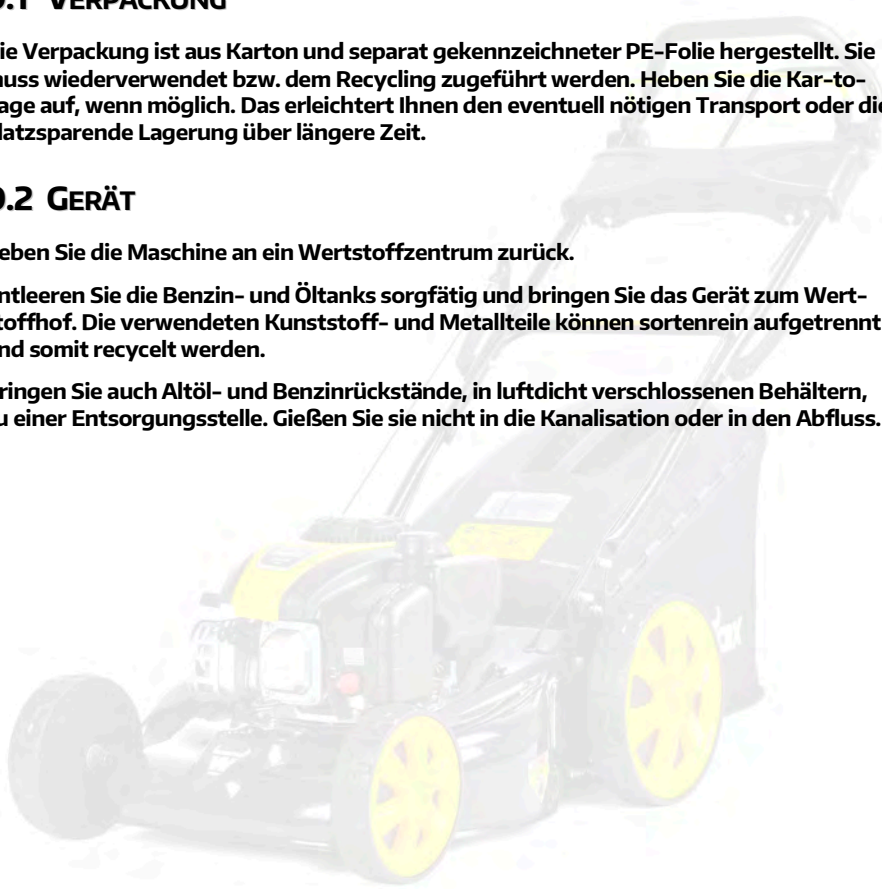 .1 VERPACKUNG
ie Verpackung ist aus Karton und separat gekennzeichneter PE-Folie hergestellt. Sie
uss wiederverwendet bzw. dem Recycling zugeführt werden. Heben Sie die Kar-to-
age auf, wenn möglich. Das erleichtert Ihnen den eventuell nötigen Transport oder die
latzsparende Lagerung über längere Zeit.
.2 GERÄT
eben Sie die Maschine an ein Wertstoffzentrum zurück.
ntleeren Sie die Benzin- und Öltanks sorgfätig und bringen Sie das Gerät zum Wert-
toffhof. Die verwendeten Kunststoff- und Metallteile können sortenrein aufgetrennt
nd somit recycelt werden.
ringen Sie auch Altöl- und Benzinrückstände, in luftdicht verschlossenen Behältern,
u einer Entsorgungsstelle. Gießen Sie sie nicht in die Kanalisation oder in den Abfluss.